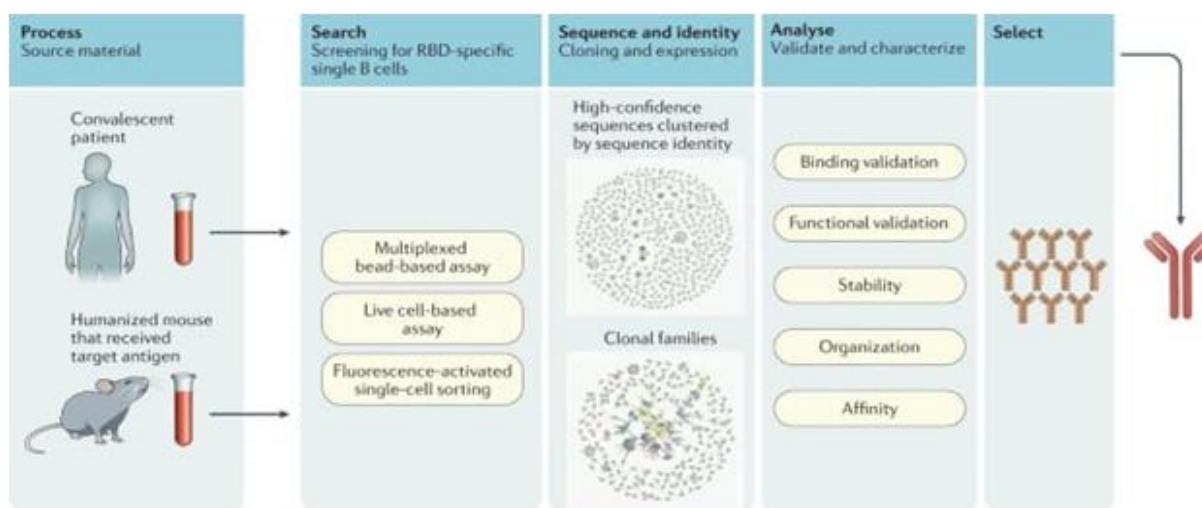 Process
Source material
Search
Screening for RBD-specific
single B cells
Sequence and identity
Cloning and expression
Analyse
Validate and characterize
Select
Convalescent
patient
Humanized mouse
that received
target antigen
Multiplexed
bead-based assay
Live cell-based
assay
Fluorescence-activated
single-cell sorting
High-confidence
sequences clustered
by sequence identity
Clonal families
Binding validation
Functional validation
Stability
Organization
Affinity